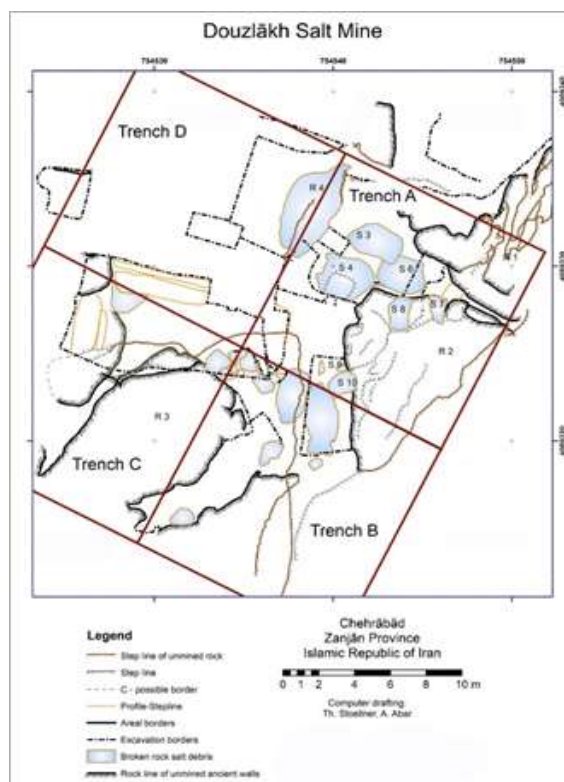 Douzlākh Salt Mine
Trench D
Trench A
R 4
S 3
S 4
S 6
S 8
R 2
S 10
R 3
Trench C
Trench B
Legend
Step line of unmined rock
Step line
C - possible border
Profile-Stepline
Areal borders
Excavation borders
Broken rock salt debris
Rock line of unmined ancient walls
Chehrābād
Zanjān Province
Islamic Republic of Iran
0 1 2 4 6 8 10 m
Computer drafting:
Th. Stoellner, A. Abar